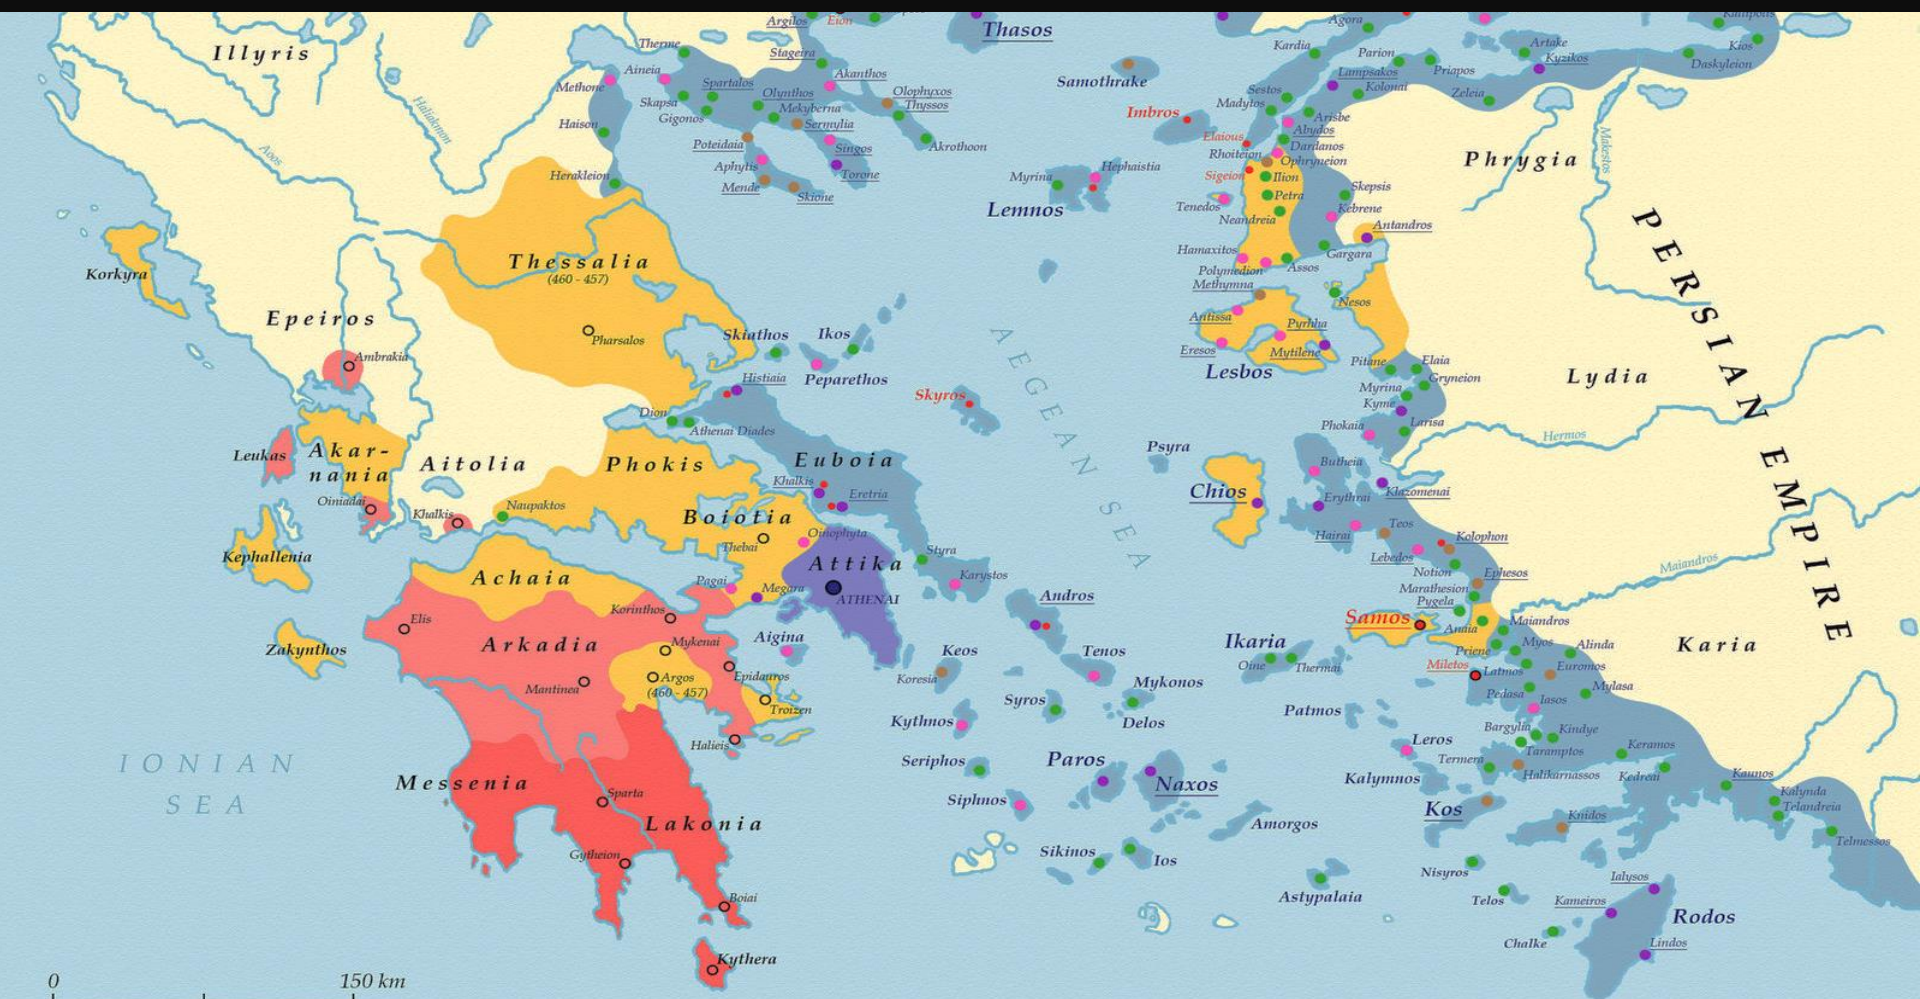 Argilos
Eion
Thasos
Agora
Illyris
Therme
Stageira
Kardia
Parion
Artake
Kyzikos
Kios
Daskyleion
Methone
Aineia
Spartalos
Akanthos
Samothrake
Lampsakos
Priapos
Skapsa
Olynthos
Olophyxos
Sestos
Kolonai
Zeleia
Haliakmon
Gigonos
Mekyberna
Thyssos
Imbros
Madytos
Arisbe
Haison
Sermylia
Elaious
Abydos
Makestos
Aoos
Poteidaia
Singos
Akrothoon
Rhoiteion
Dardanos
Ophryneion
Phrygia
Herakleion
Aphytis
Torone
Myrina
Hephaistia
Sigeion
Ilion
Mende
Skione
Lemnos
Tenedos
Petra
Skepsis
Neandreia
Kebrene
Antandros
PERSIAN EMPIRE
Korkyra
Thessalia
(460 - 457)
Hamaxitos
Polymedion
Assos
Gargara
Methymna
Nesos
Epeiros
Pharsalos
Skiathos
Ikos
Antissa
Pyrhha
Ambrakia
Peparethos
AEGEAN SEA
Eresos
Mytilene
Pitane
Elaia
Lesbos
Gryneion
Lydia
Histiaia
Skyros
Myrina
Kyme
Dion
Athenai Diades
Phokaia
Larisa
Hermos
Leukas
Akar-
nania
Aitolia
Phokis
Euboia
Psyra
Butheia
Oiniadai
Khalkis
Naupaktos
Khalkis
Eretria
Chios
Erythrai
Klazomenai
Boiotia
Thebai
Oinophyta
Hairai
Teos
Kolophon
Kephallenia
Achaia
Attika
Styra
Lebedos
Notion
Ephesos
Maiandros
Pagai
Megara
ATHENAI
Karystos
Marathesion
Pygela
Elis
Korinthos
Andros
Samos
Anaia
Maiandros
Zakynthos
Arkadia
Mykenai
Aigina
Keos
Tenos
Ikaria
Oine
Thermai
Priene
Myos
Alinda
Karia
Mantinea
Argos
(460 - 457)
Epidauros
Koresia
Mykonos
Miletos
Latmos
Euromos
Troizen
Syros
Pedasa
Iasos
Mylasa
Halieis
Kythnos
Delos
Patmos
Bargylia
Kindye
IONIAN
SEA
Messenia
Seriphos
Paros
Naxos
Leros
Taramptos
Keramos
Kalymnos
Termera
Halikarnassos
Kedreai
Kaunos
Sparta
Siphnos
Kos
Kalynda
Telandreia
Lakonia
Amorgos
Knidos
Telmessos
Gytheion
Sikinos
Ios
Nisyros
Ialysos
Boiai
Astypalaia
Telos
Kameiros
Rodos
Chalke
Lindos
Kythera
0
150 km